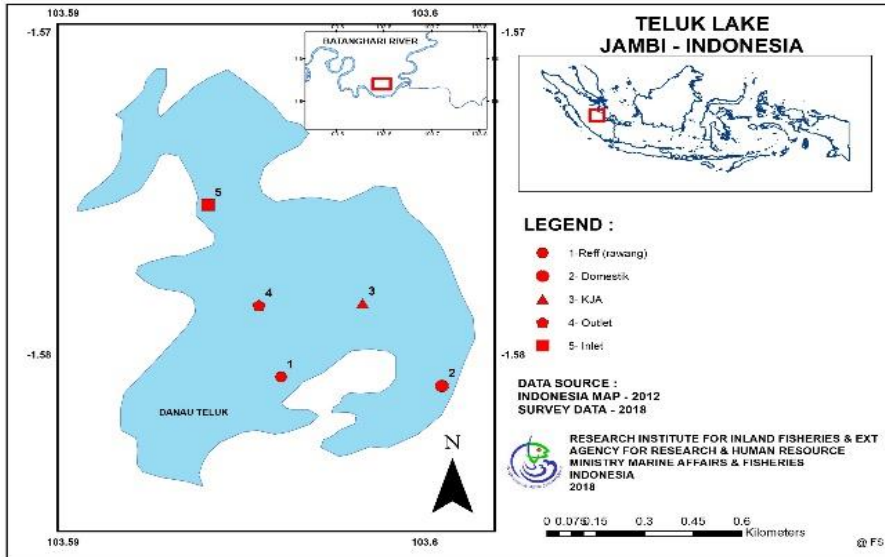 103.59
103.6
-1.57
-1.57
BATANGHARI RIVER
5
4
3
1
2
-1.58
-1.58
DANAU TELUK
N
103.59
103.6
TELUK LAKE
JAMBI - INDONESIA
LEGEND :
1-Reff (rawang)
2- Domestik
3- KJA
4- Outlet
5- Inlet
DATA SOURCE :
INDONESIA MAP - 2012
SURVEY DATA - 2018
RESEARCH INSTITUTE FOR INLAND FISHERIES & EXT
AGENCY FOR RESEARCH & HUMAN RESOURCE
MINISTRY MARINE AFFAIRS & FISHERIES
INDONESIA
2018
0 0.075 0.15 0.3 0.45 0.6
Kilometers
@ FS